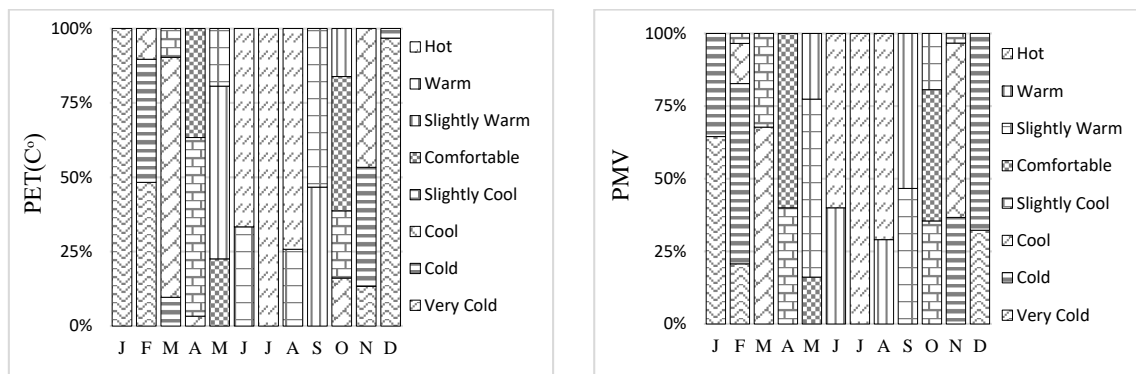 PET(Cº)
100%
75%
50%
25%
0%
J F M A M J J A S O N D
Hot
Warm
Slightly Warm
Comfortable
Slightly Cool
Cool
Cold
Very Cold
PMV
100%
75%
50%
25%
0%
J F M A M J J A S O N D
Hot
Warm
Slightly Warm
Comfortable
Slightly Cool
Cool
Cold
Very Cold